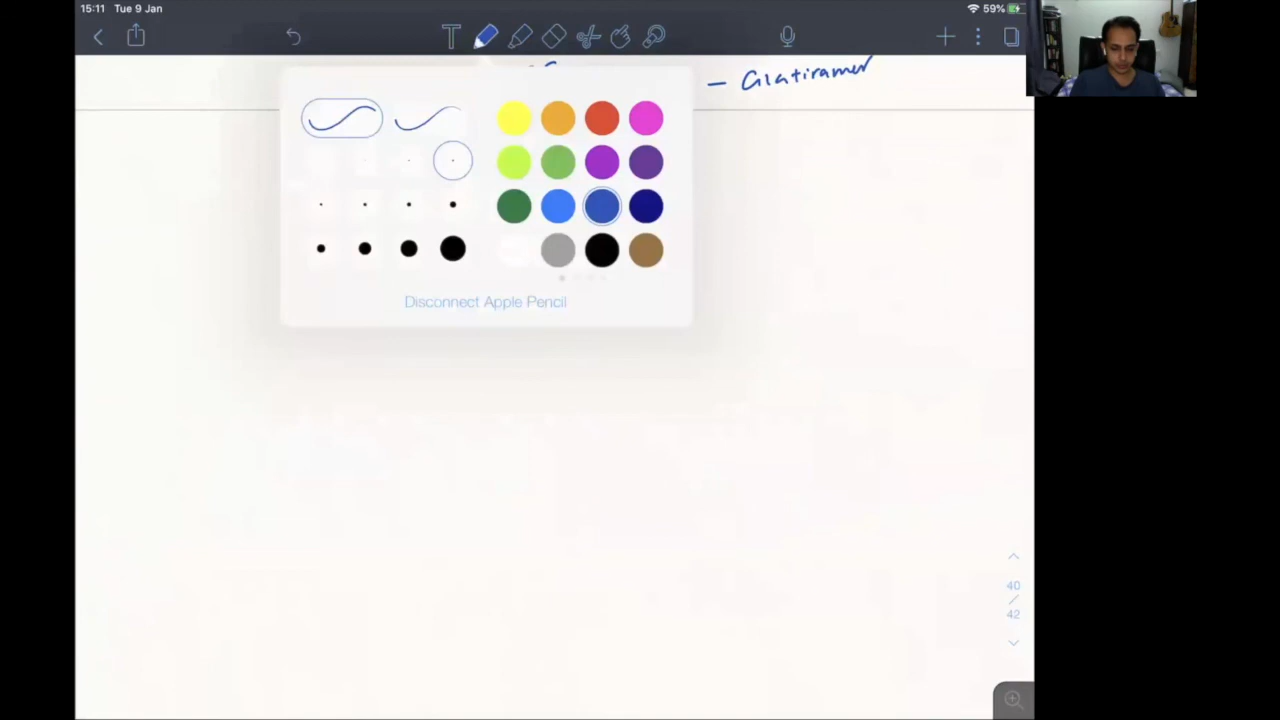 15:11 Tue 9 Jan
59%
T
– Glatiramer
Disconnect Apple Pencil
40
/
42